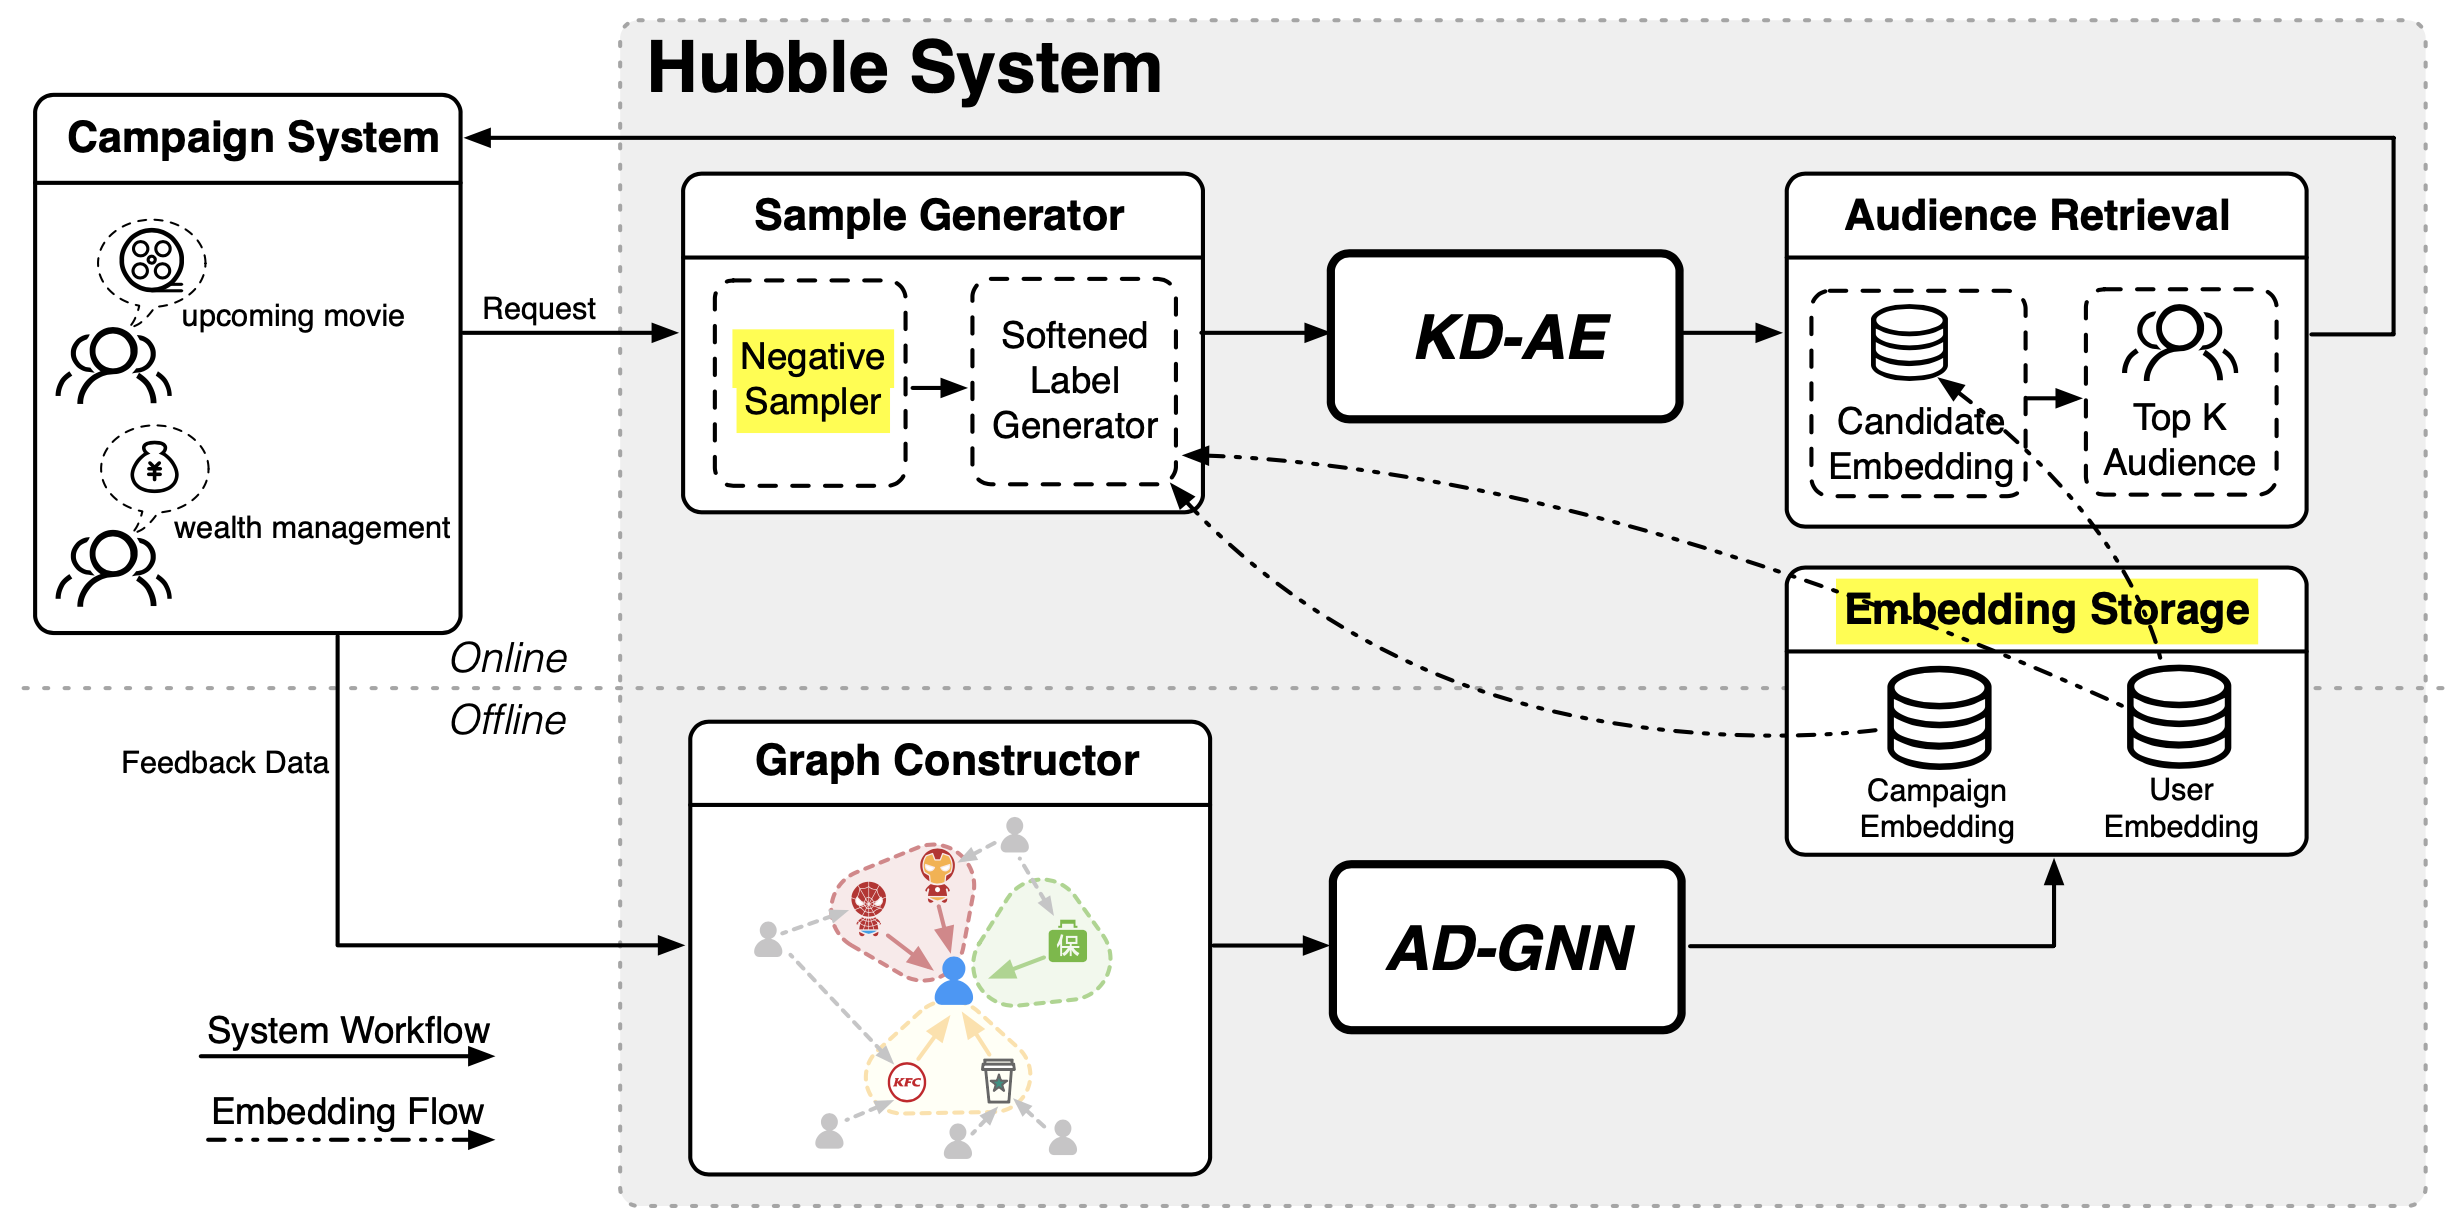 Hubble System
Campaign System
upcoming movie
¥
wealth management
Request
Sample Generator
Negative
Sampler
Softened
Label
Generator
KD-AE
Audience Retrieval
Candidate
Embedding
Top K
Audience
Embedding Storage
Campaign
Embedding
User
Embedding
Online
Offline
Feedback Data
Graph Constructor
保
KFC
AD-GNN
System Workflow
Embedding Flow